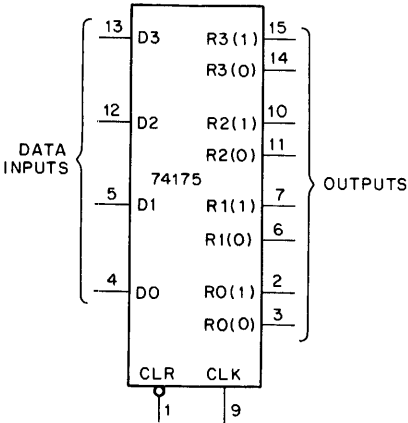 13 D3 R3(1) 15
R3(0) 14
12 D2 R2(1) 10
R2(0) 11
DATA
INPUTS
74175
OUTPUTS
5 D1 R1(1) 7
R1(0) 6
4 D0 R0(1) 2
R0(0) 3
CLR CLK
1 9